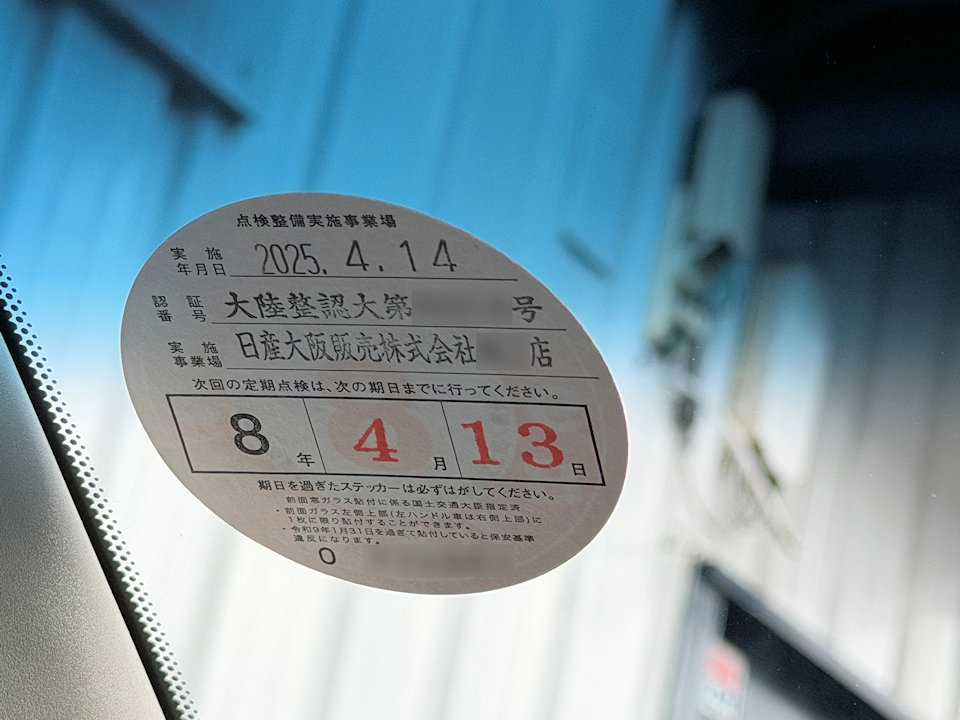 点検整備実施事業場
実施年月日 2025. 4. 14
認証番号 大陸整認大第 号
実施事業場 日産大阪販売株式会社 店
次回の定期点検は、次の期日までに行ってください。
8年 4月 13日
期日を過ぎたステッカーは必ずはがしてください。
前面窓ガラス貼付に係る国土交通大臣指定済
・前面ガラス左側上部(左ハンドル車は右側上部)に
1枚に限り貼付することができます。
・令和9年1月31日を過ぎて貼付していると保安基準
違反になります。
O